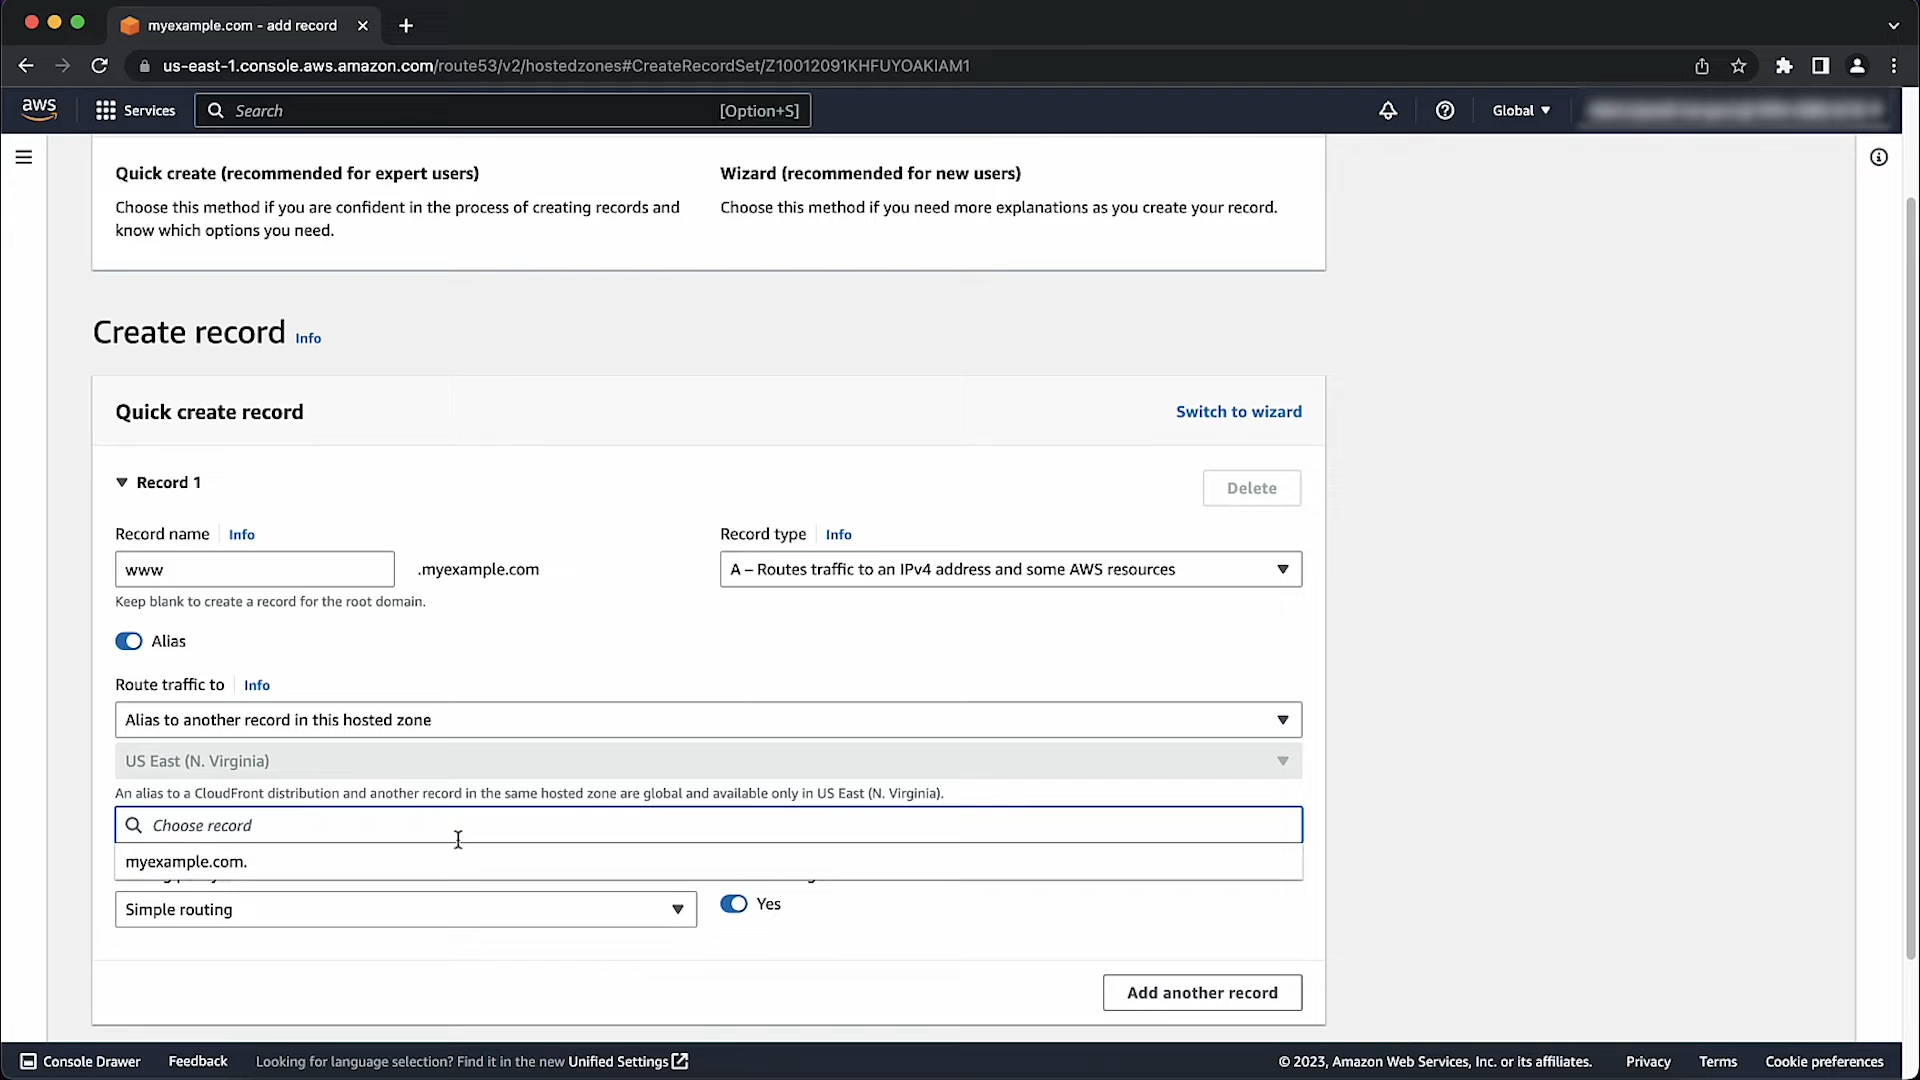 myexample.com - add record
us-east-1.console.aws.amazon.com/route53/v2/hostedzones#CreateRecordSet/Z10012091KHFUYOAKIAM1
aws
Services
Search
[Option+S]
Global
Quick create (recommended for expert users)
Choose this method if you are confident in the process of creating records and
know which options you need.
Wizard (recommended for new users)
Choose this method if you need more explanations as you create your record.
Create record Info
Quick create record
Switch to wizard
Record 1
Delete
Record name Info
www
.myexample.com
Keep blank to create a record for the root domain.
Record type Info
A – Routes traffic to an IPv4 address and some AWS resources
Alias
Route traffic to Info
Alias to another record in this hosted zone
US East (N. Virginia)
An alias to a CloudFront distribution and another record in the same hosted zone are global and available only in US East (N. Virginia).
Choose record
myexample.com.
Simple routing
Yes
Add another record
Console Drawer
Feedback
Looking for language selection? Find it in the new Unified Settings
© 2023, Amazon Web Services, Inc. or its affiliates.
Privacy
Terms
Cookie preferences